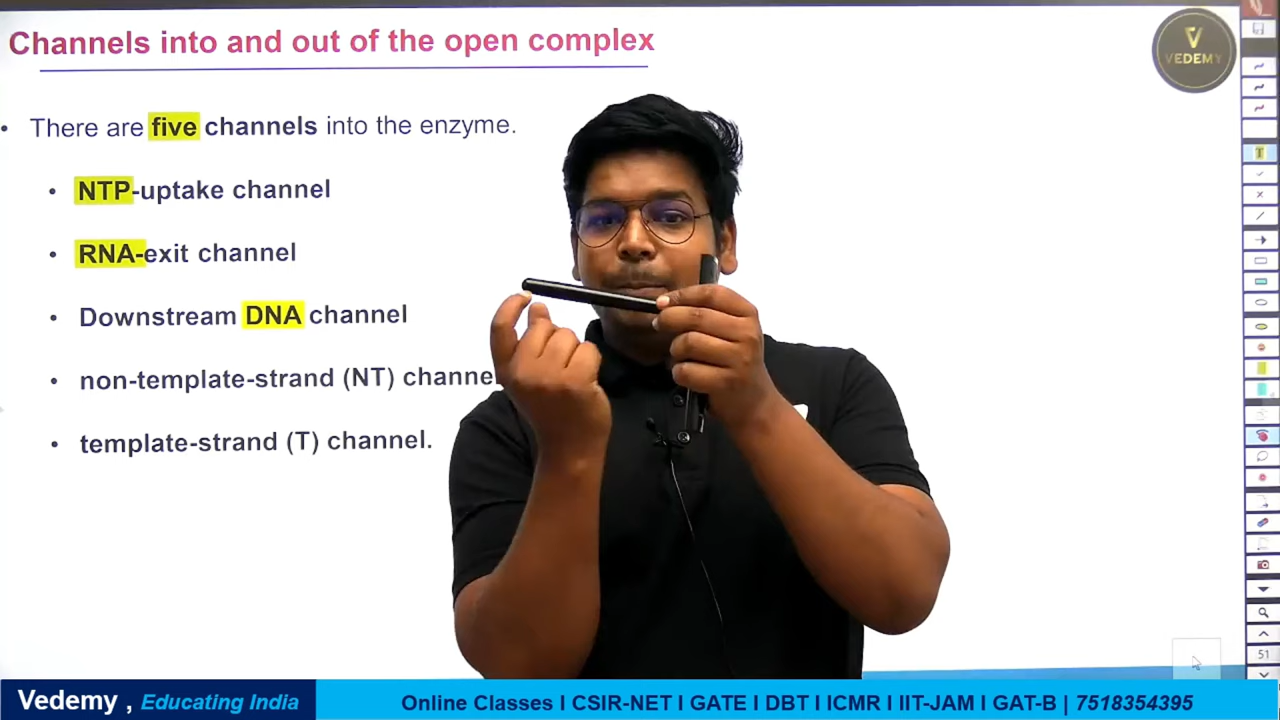 Channels into and out of the open complex
V
VEDEMY
• There are five channels into the enzyme.
• NTP-uptake channel
• RNA-exit channel
• Downstream DNA channel
• non-template-strand (NT) channe
• template-strand (T) channel.
T
51
Vedemy , Educating India
Online Classes I CSIR-NET I GATE I DBT I ICMR I IIT-JAM I GAT-B | 7518354395